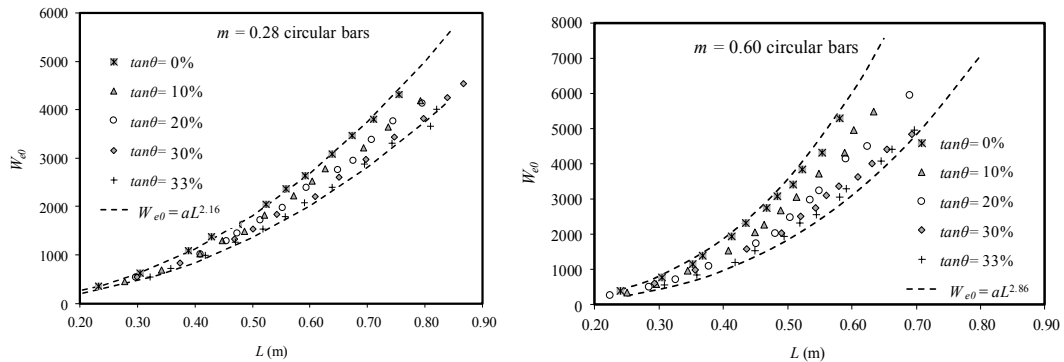 m = 0.28 circular bars
6000
5000
4000
3000
2000
1000
0
W_e0
tanθ= 0%
tanθ= 10%
tanθ= 20%
tanθ= 30%
tanθ= 33%
W_e0 = aL^2.16
0.20 0.30 0.40 0.50 0.60 0.70 0.80 0.90
L (m)
m = 0.60 circular bars
8000
7000
6000
5000
4000
3000
2000
1000
0
W_e0
tanθ= 0%
tanθ= 10%
tanθ= 20%
tanθ= 30%
tanθ= 33%
W_e0 = aL^2.86
0.20 0.30 0.40 0.50 0.60 0.70 0.80 0.90
L (m)